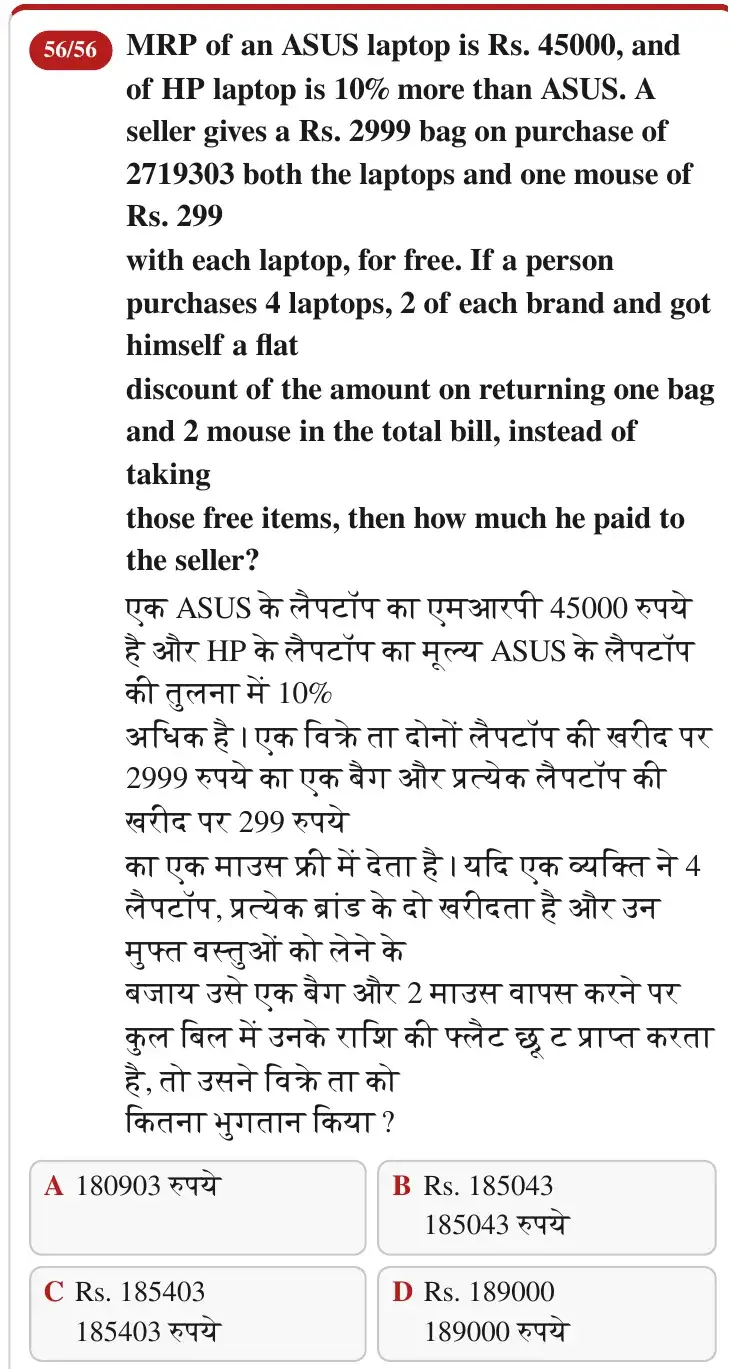 56/56 MRP of an ASUS laptop is Rs. 45000, and
of HP laptop is 10% more than ASUS. A
seller gives a Rs. 2999 bag on purchase of
2719303 both the laptops and one mouse of
Rs. 299
with each laptop, for free. If a person
purchases 4 laptops, 2 of each brand and got
himself a flat
discount of the amount on returning one bag
and 2 mouse in the total bill, instead of
taking
those free items, then how much he paid to
the seller?
एक ASUS के लैपटॉप का एमआरपी 45000 रुपये
है और HP के लैपटॉप का मूल्य ASUS के लैपटॉप
की तुलना में 10%
अधिक है। एक विक्रे ता दोनों लैपटॉप की खरीद पर
2999 रुपये का एक बैग और प्रत्येक लैपटॉप की
खरीद पर 299 रुपये
का एक माउस फ्री में देता है। यदि एक व्यक्ति ने 4
लैपटॉप, प्रत्येक ब्रांड के दो खरीदता है और उन
मुफ्त वस्तुओं को लेने के
बजाय उसे एक बैग और 2 माउस वापस करने पर
कुल बिल में उनके राशि की फ्लैट छू ट प्राप्त करता
है, तो उसने विक्रे ता को
कितना भुगतान किया ?
A 180903 रुपये
B Rs. 185043
185043 रुपये
C Rs. 185403
185403 रुपये
D Rs. 189000
189000 रुपये